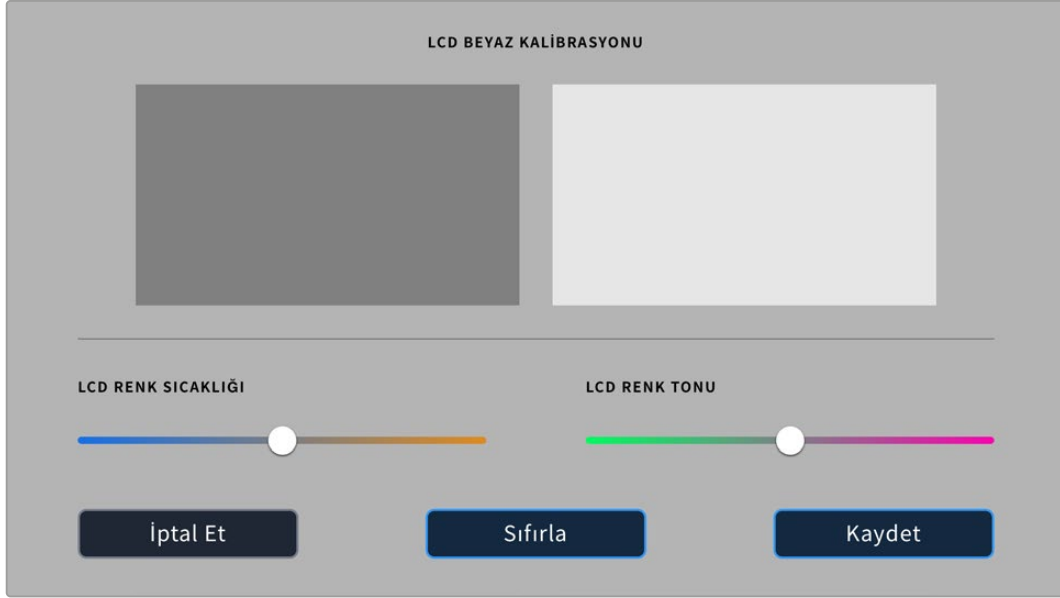 LCD BEYAZ KALİBRASYONU
LCD RENK SICAKLIĞI
LCD RENK TONU
İptal Et
Sıfırla
Kaydet